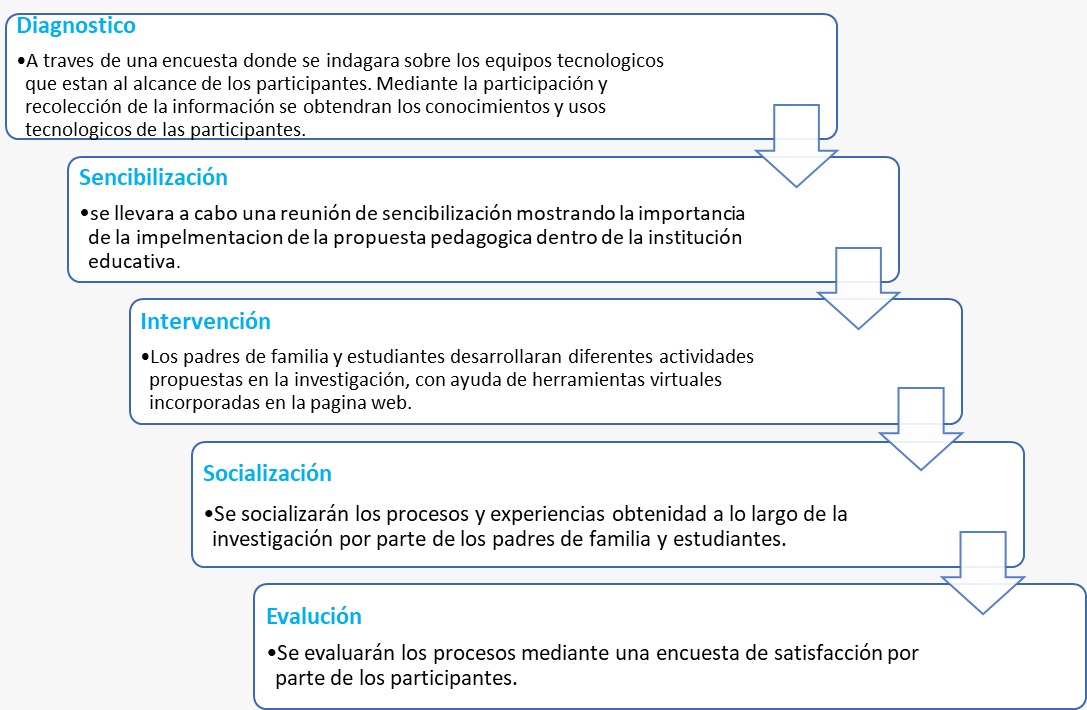 Diagnostico
•A traves de una encuesta donde se indagara sobre los equipos tecnologicos
que estan al alcance de los participantes. Mediante la participación y
recolección de la información se obtendran los conocimientos y usos
tecnologicos de las participantes.
Sencibilización
•se llevara a cabo una reunión de sencibilización mostrando la importancia
de la impelmentacion de la propuesta pedagogica dentro de la institución
educativa.
Intervención
•Los padres de familia y estudiantes desarrollaran diferentes actividades
propuestas en la investigación, con ayuda de herramientas virtuales
incorporadas en la pagina web.
Socialización
•Se socializarán los procesos y experiencias obtenidad a lo largo de la
investigación por parte de los padres de familia y estudiantes.
Evalución
•Se evaluarán los procesos mediante una encuesta de satisfacción por
parte de los participantes.